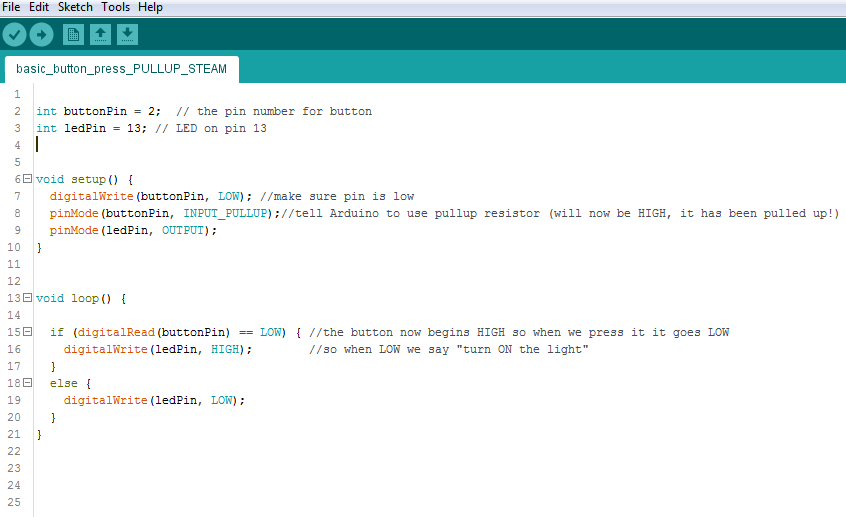 File Edit Sketch Tools Help
basic_button_press_PULLUP_STEAM
1
2 int buttonPin = 2;  // the pin number for button
3 int ledPin = 13; // LED on pin 13
4
5
6 void setup() {
7   digitalWrite(buttonPin, LOW); //make sure pin is low
8   pinMode(buttonPin, INPUT_PULLUP);//tell Arduino to use pullup resistor (will now be HIGH, it has been pulled up!)
9   pinMode(ledPin, OUTPUT);
10 }
11
12
13 void loop() {
14
15   if (digitalRead(buttonPin) == LOW) { //the button now begins HIGH so when we press it it goes LOW
16     digitalWrite(ledPin, HIGH);        //so when LOW we say "turn ON the light"
17   }
18   else {
19     digitalWrite(ledPin, LOW);
20   }
21 }
22
23
24
25